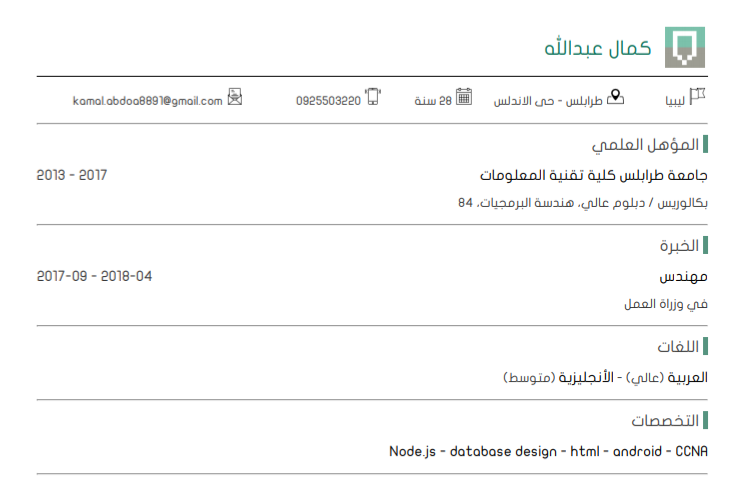 كمال عبدالله
ليبيا طرابلس - حي الاندلس 28 سنة 0925503220 kamal.abdoa8891@gmail.com
المؤهل العلمي
جامعة طرابلس كلية تقنية المعلومات 2013 - 2017
بكالوريس / دبلوم عالي، هندسة البرمجيات، 84
الخبرة
مهندس 2017-09 - 2018-04
في وزراة العمل
اللغات
العربية (عالي) - الأنجليزية (متوسط)
التخصصات
Node.js - database design - html - android - CCNA